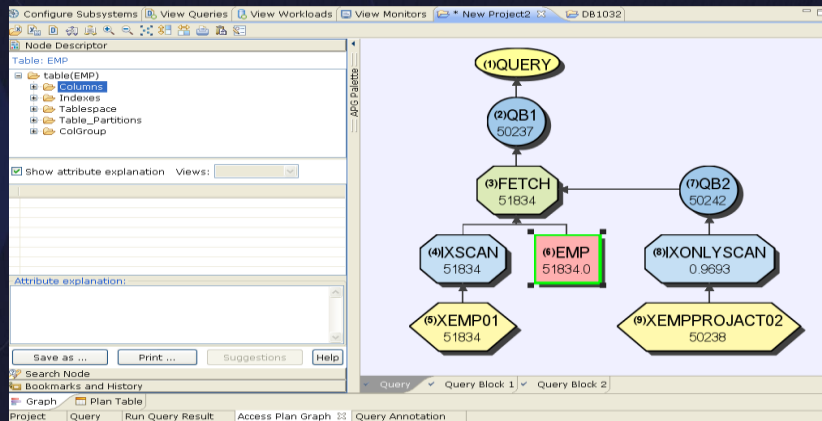 Configure Subsystems View Queries View Workloads View Monitors * New Project2 DB1032
Node Descriptor
Table: EMP
table(EMP)
Columns
Indexes
Tablespace
Table_Partitions
ColGroup
Show attribute explanation Views:
Attribute explanation:
Save as ... Print ... Suggestions Help
Search Node
Bookmarks and History
APG Palette
(1)QUERY
(2)QB1
50237
(3)FETCH
51834
(7)QB2
50242
(4)IXSCAN
51834
(6)EMP
51834.0
(8)IXONLYSCAN
0.9693
(5)XEMP01
51834
(9)XEMPPROJACT02
50238
Query Query Block 1 Query Block 2
Graph Plan Table
Project Query Run Query Result Access Plan Graph Query Annotation